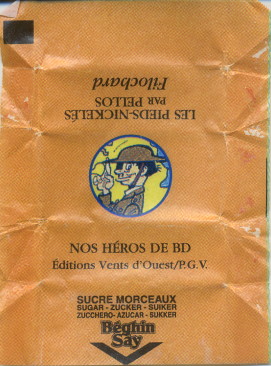 LES PIEDS-NICKELÉS
PAR PELLOS
Filochard
NOS HÉROS DE BD
Éditions Vents d'Ouest/P.G.V.
SUCRE MORCEAUX
SUGAR - ZUCKER - SUIKER
ZUCCHERO - AZUCAR - SUKKER
Béghin
Say